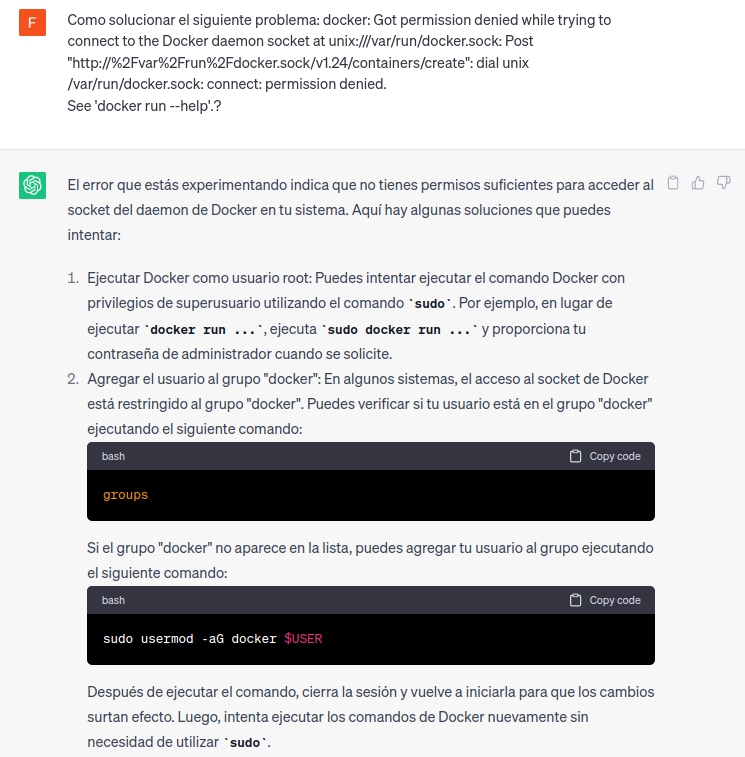 F
Como solucionar el siguiente problema: docker: Got permission denied while trying to
connect to the Docker daemon socket at unix:///var/run/docker.sock: Post
"http://%2Fvar%2Frun%2Fdocker.sock/v1.24/containers/create": dial unix
/var/run/docker.sock: connect: permission denied.
See 'docker run --help'.?
El error que estás experimentando indica que no tienes permisos suficientes para acceder al
socket del daemon de Docker en tu sistema. Aquí hay algunas soluciones que puedes
intentar:
1. Ejecutar Docker como usuario root: Puedes intentar ejecutar el comando Docker con
privilegios de superusuario utilizando el comando `sudo`. Por ejemplo, en lugar de
ejecutar `docker run ...`, ejecuta `sudo docker run ...` y proporciona tu
contraseña de administrador cuando se solicite.
2. Agregar el usuario al grupo "docker": En algunos sistemas, el acceso al socket de Docker
está restringido al grupo "docker". Puedes verificar si tu usuario está en el grupo "docker"
ejecutando el siguiente comando:
bash Copy code
groups
Si el grupo "docker" no aparece en la lista, puedes agregar tu usuario al grupo ejecutando
el siguiente comando:
bash Copy code
sudo usermod -aG docker $USER
Después de ejecutar el comando, cierra la sesión y vuelve a iniciarla para que los cambios
surtan efecto. Luego, intenta ejecutar los comandos de Docker nuevamente sin
necesidad de utilizar `sudo`.